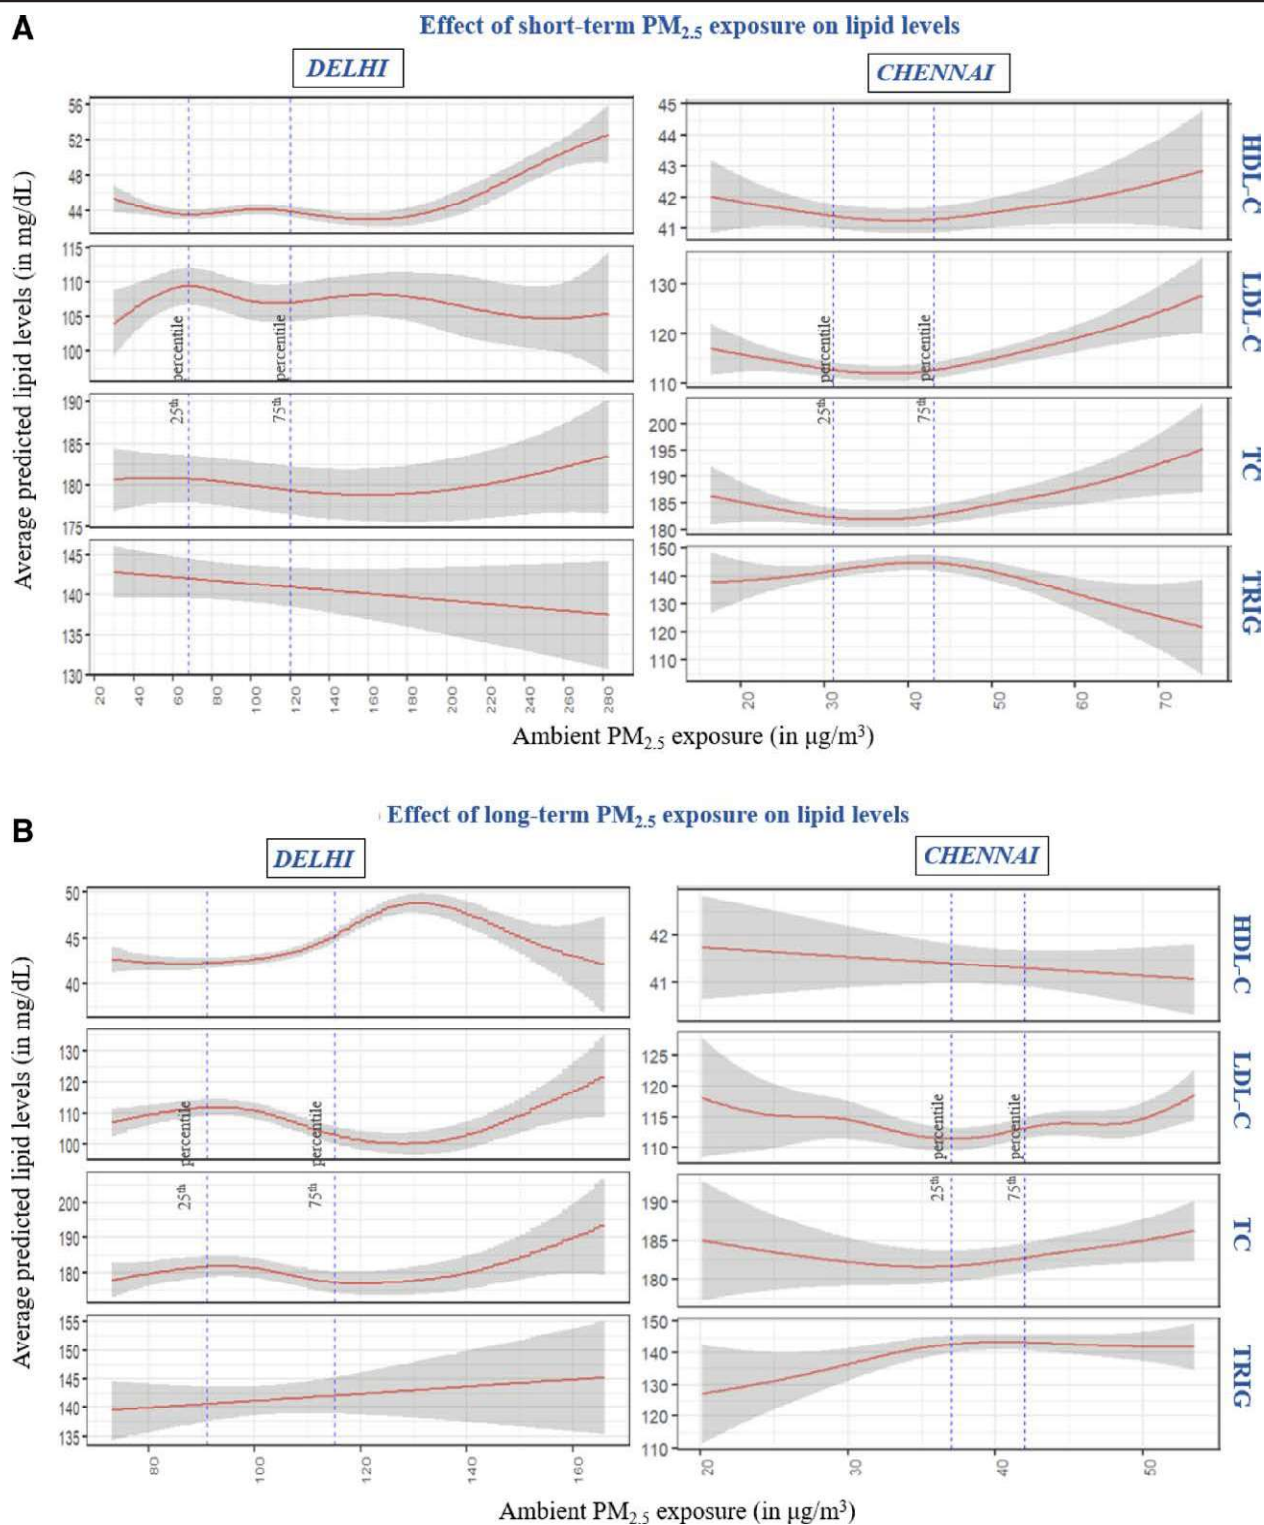 A
Effect of short-term PM2.5 exposure on lipid levels
DELHI
CHENNAI
Average predicted lipid levels (in mg/dL)
56
52
48
44
115
110
105
100
190
185
180
175
145
140
135
130
25th percentile
75th percentile
20 40 60 80 100 120 140 160 180 200 220 240 260 280
45
44
43
42
41
130
120
110
200
195
190
185
180
150
140
130
120
110
25th percentile
75th percentile
20 30 40 50 60 70
HDL-C
LDL-C
TC
TRIG
Ambient PM2.5 exposure (in μg/m³)
B
Effect of long-term PM2.5 exposure on lipid levels
DELHI
CHENNAI
Average predicted lipid levels (in mg/dL)
50
45
40
130
120
110
100
200
190
180
155
150
145
140
135
25th percentile
75th percentile
80 100 120 140 160
42
41
125
120
115
110
190
185
180
150
140
130
120
110
25th percentile
75th percentile
20 30 40 50
HDL-C
LDL-C
TC
TRIG
Ambient PM2.5 exposure (in μg/m³)